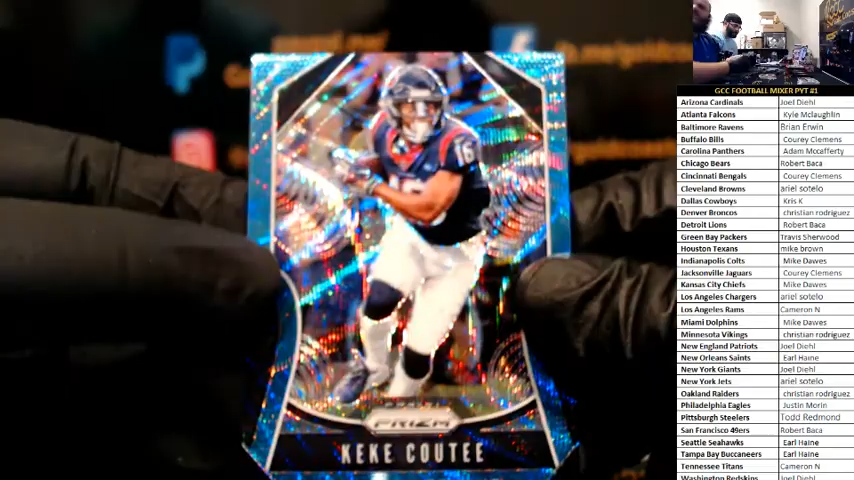 GCC FOOTBALL MIXER PYT #1
Arizona Cardinals Joel Diehl
Atlanta Falcons Kyle Mclaughlin
Baltimore Ravens Brian Erwin
Buffalo Bills Courey Clemens
Carolina Panthers Adam Mccafferty
Chicago Bears Robert Baca
Cincinnati Bengals Courey Clemens
Cleveland Browns ariel sotelo
Dallas Cowboys Kris K
Denver Broncos christian rodriguez
Detroit Lions Robert Baca
Green Bay Packers Travis Sherwood
Houston Texans mike brown
Indianapolis Colts Mike Dawes
Jacksonville Jaguars Courey Clemens
Kansas City Chiefs Mike Dawes
Los Angeles Chargers ariel sotelo
Los Angeles Rams Cameron N
Miami Dolphins Mike Dawes
Minnesota Vikings christian rodriguez
New England Patriots Joel Diehl
New Orleans Saints Earl Haine
New York Giants Joel Diehl
New York Jets ariel sotelo
Oakland Raiders christian rodriguez
Philadelphia Eagles Justin Morin
Pittsburgh Steelers Todd Redmond
San Francisco 49ers Robert Baca
Seattle Seahawks Earl Haine
Tampa Bay Buccaneers Earl Haine
Tennessee Titans Cameron N
Washington Redskins Joel Diehl
16
PRIZM
KEKE COUTEE